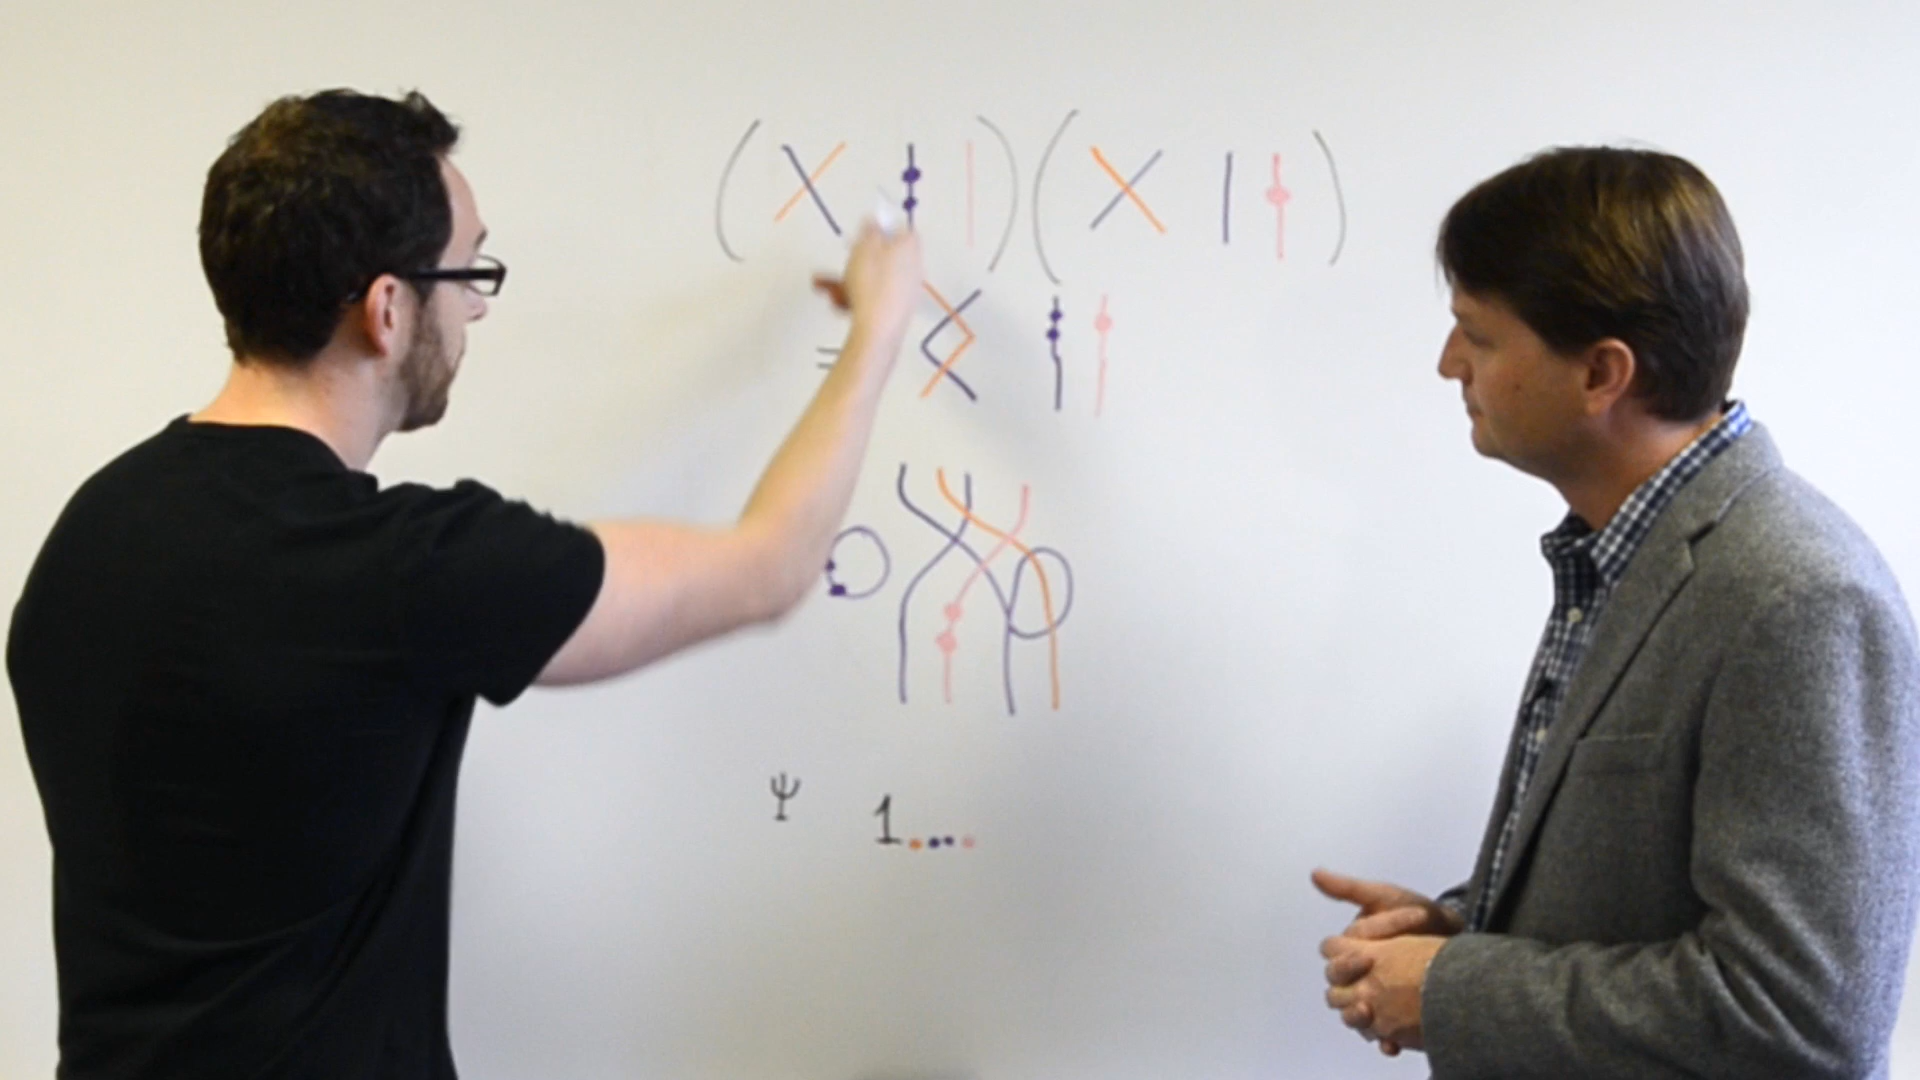 ( X | | ) ( X | | )
=
Ψ 1....